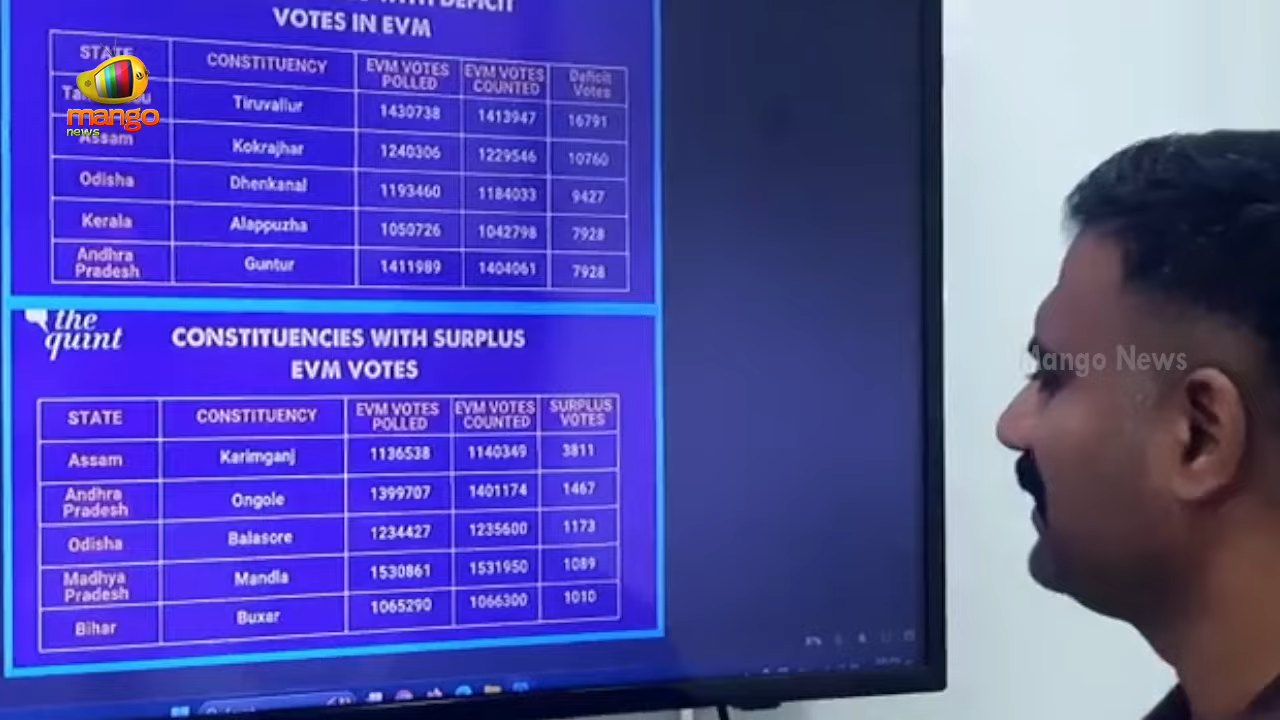 WITH DEFICIT
VOTES IN EVM
STATE CONSTITUENCY EVM VOTES POLLED EVM VOTES COUNTED Deficit Votes
Tiruvallur 1430738 1413947 16791
Assam Kokrajhar 1240306 1229546 10760
Odisha Dhenkanal 1193460 1184033 9427
Kerala Alappuzha 1050726 1042798 7928
Andhra Pradesh Guntur 1411989 1404061 7928
mango
news
the
quint
CONSTITUENCIES WITH SURPLUS
EVM VOTES
STATE CONSTITUENCY EVM VOTES POLLED EVM VOTES COUNTED SURPLUS VOTES
Assam Karimganj 1136538 1140349 3811
Andhra Pradesh Ongole 1399707 1401174 1467
Odisha Balasore 1234427 1235600 1173
Madhya Pradesh Mandla 1530861 1531950 1089
Bihar Buxar 1065290 1066300 1010
Mango News